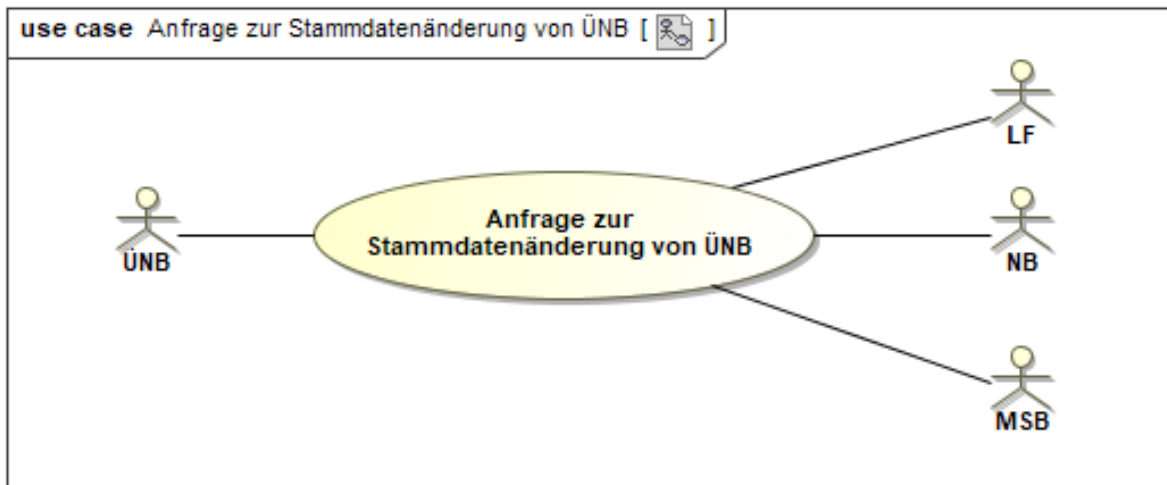 use case Anfrage zur Stammdatenänderung von ÜNB [ ]
LF
Anfrage zur
Stammdatenänderung von ÜNB
ÜNB
NB
MSB